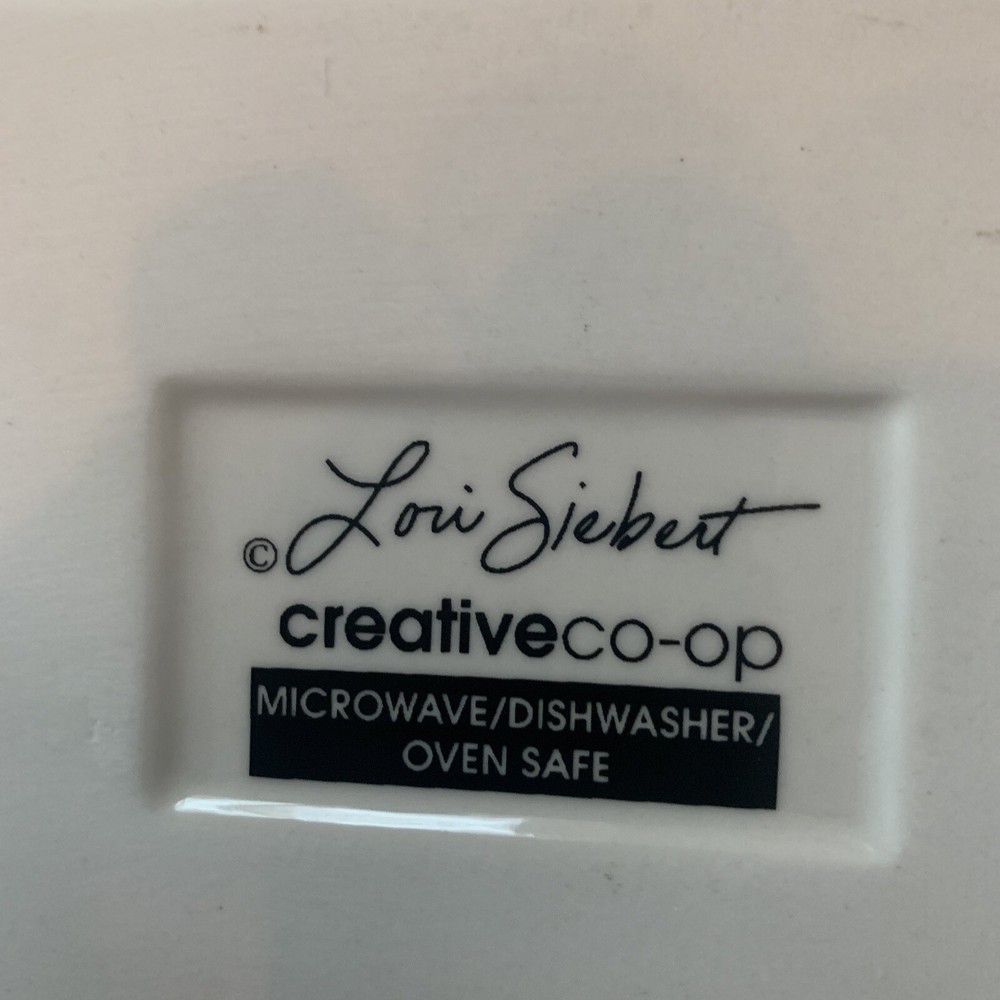 © Lori Siebert
creativeco-op
MICROWAVE/DISHWASHER/
OVEN SAFE